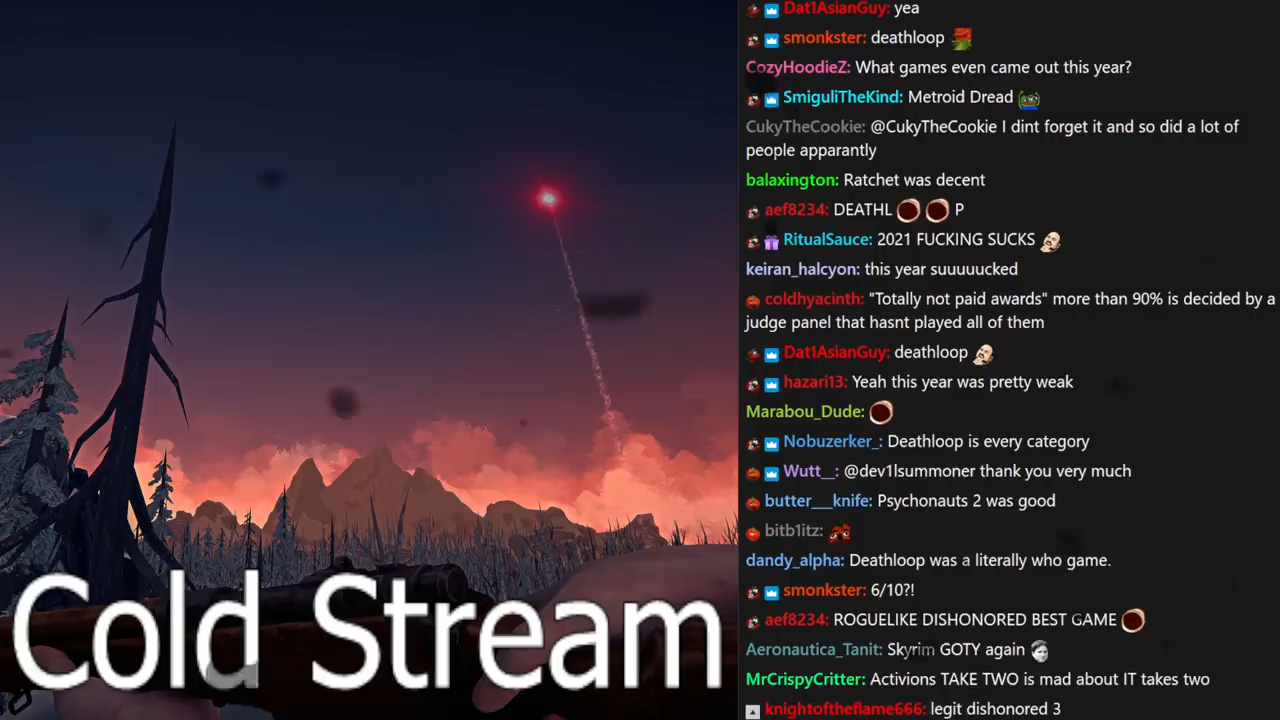 Dat1AsianGuy: yea
smonkster: deathloop
CozyHoodieZ: What games even came out this year?
SmiguliTheKind: Metroid Dread
CukyTheCookie: @CukyTheCookie I dint forget it and so did a lot of
people apparantly
balaxington: Ratchet was decent
aef8234: DEATHL P
RitualSauce: 2021 FUCKING SUCKS
keiran_halcyon: this year suuuuucked
coldhyacinth: "Totally not paid awards" more than 90% is decided by a
judge panel that hasnt played all of them
Dat1AsianGuy: deathloop
hazari13: Yeah this year was pretty weak
Marabou_Dude:
Nobuzerker_: Deathloop is every category
Wutt__: @dev1lsummoner thank you very much
butter___knife: Psychonauts 2 was good
bitb1itz:
dandy_alpha: Deathloop was a literally who game.
smonkster: 6/10?!
aef8234: ROGUELIKE DISHONORED BEST GAME
Aeronautica_Tanit: Skyrim GOTY again
MrCrispyCritter: Activions TAKE TWO is mad about IT takes two
knightoftheflame666: legit dishonored 3
Cold Stream